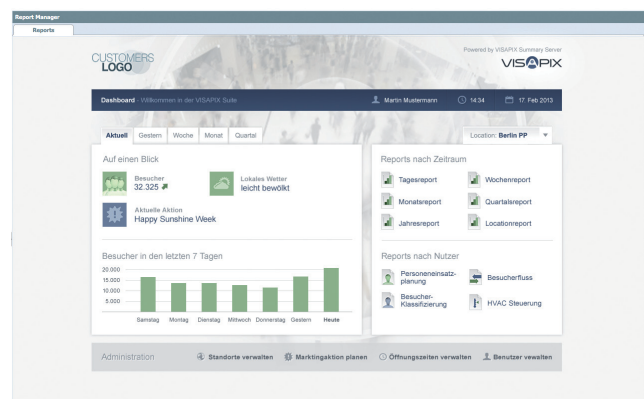 Report Manager
Reports
CUSTOMERS
LOGO
Powered by VISAPIX Summary Server
VISAPIX
Dashboard - Willkommen in der VISAPIX Suite
Martin Mustermann
14:34
17. Feb 2013
Aktuell
Gestern
Woche
Monat
Quartal
Location: Berlin PP
Auf einen Blick
Besucher
32.325
Lokales Wetter
leicht bewölkt
Aktuelle Aktion
Happy Sunshine Week
Reports nach Zeitraum
Tagesreport
Wochenreport
Monatsreport
Quartalsreport
Jahresreport
Locationreport
Besucher in den letzten 7 Tagen
20.000
15.000
10.000
5.000
Samstag
Montag
Dienstag
Mittwoch
Donnerstag
Gestern
Heute
Reports nach Nutzer
Personeneinsatz-
planung
Besucherfluss
Besucher-
Klassifizierung
HVAC Steuerung
Administration
Standorte verwalten
Marktingaktion planen
Öffnungszeiten verwalten
Benutzer vewalten